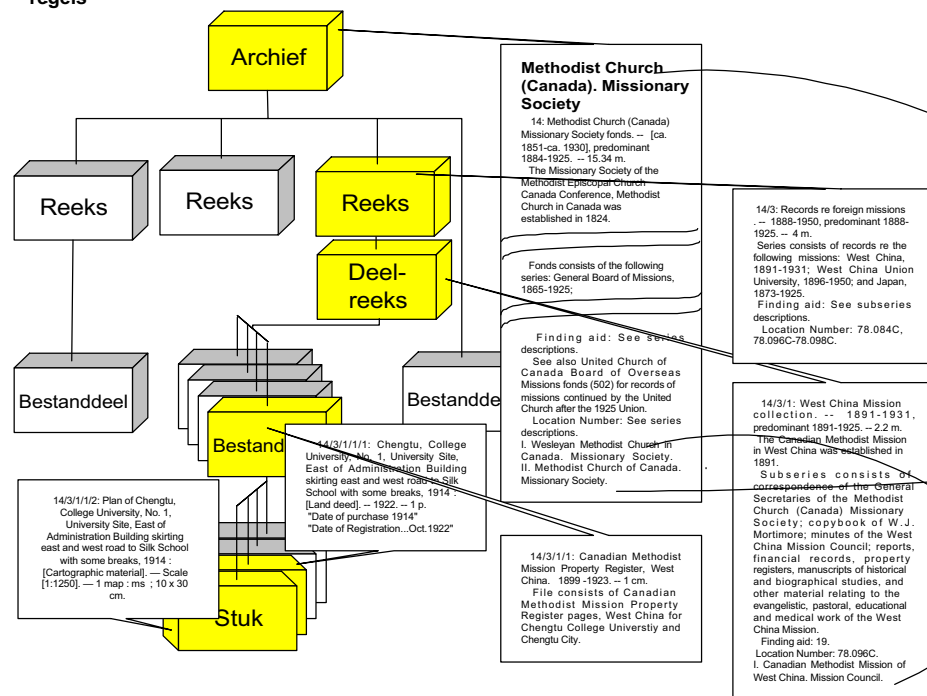 regels
Archief
Reeks
Reeks
Reeks
Deel-
reeks
Bestanddeel
Bestandde
Bestand
Stuk
Methodist Church
(Canada). Missionary
Society
14: Methodist Church (Canada)
Missionary Society fonds. -- [ca.
1851-ca. 1930], predominant
1884-1925. -- 15.34 m.
The Missionary Society of the
Methodist Episcopal Church
Canada Conference, Methodist
Church in Canada was
established in 1824.
Fonds consists of the following
series: General Board of Missions,
1865-1925;
Finding aid: See series
descriptions.
See also United Church of
Canada Board of Overseas
Missions fonds (502) for records of
missions continued by the United
Church after the 1925 Union.
Location Number: See series
descriptions.
I. Wesleyan Methodist Church in
Canada. Missionary Society.
II. Methodist Church of Canada.
Missionary Society.
14/3: Records re foreign missions
. -- 1888-1950, predominant 1888-
1925. -- 4 m.
Series consists of records re the
following missions: West China,
1891-1931; West China Union
University, 1896-1950; and Japan,
1873-1925.
Finding aid: See subseries
descriptions.
Location Number: 78.084C,
78.096C-78.098C.
14/3/1: West China Mission
collection. -- 1891-1931,
predominant 1891-1925. -- 2.2 m.
The Canadian Methodist Mission
in West China was established in
1891.
Subseries consists of
correspondence of the General
Secretaries of the Methodist
Church (Canada) Missionary
Society; copybook of W.J.
Mortimore; minutes of the West
China Mission Council; reports,
financial records, property
registers, manuscripts of historical
and biographical studies, and
other material relating to the
evangelistic, pastoral, educational
and medical work of the West
China Mission.
Finding aid: 19.
Location Number: 78.096C.
I. Canadian Methodist Mission of
West China. Mission Council.
14/3/1/1: Canadian Methodist
Mission Property Register, West
China. 1899 -1923. -- 1 cm.
File consists of Canadian
Methodist Mission Property
Register pages, West China for
Chengtu College Universtiy and
Chengtu City.
14/3/1/1/1: Chengtu, College
University, No. 1, University Site,
East of Administration Building
skirting east and west road to Silk
School with some breaks, 1914 :
[Land deed]. -- 1922. -- 1 p.
"Date of purchase 1914"
"Date of Registration...Oct.1922"
14/3/1/1/2: Plan of Chengtu,
College University, No. 1,
University Site, East of
Administration Building skirting
east and west road to Silk School
with some breaks, 1914 :
[Cartographic material]. — Scale
[1:1250]. — 1 map : ms ; 10 x 30
cm.